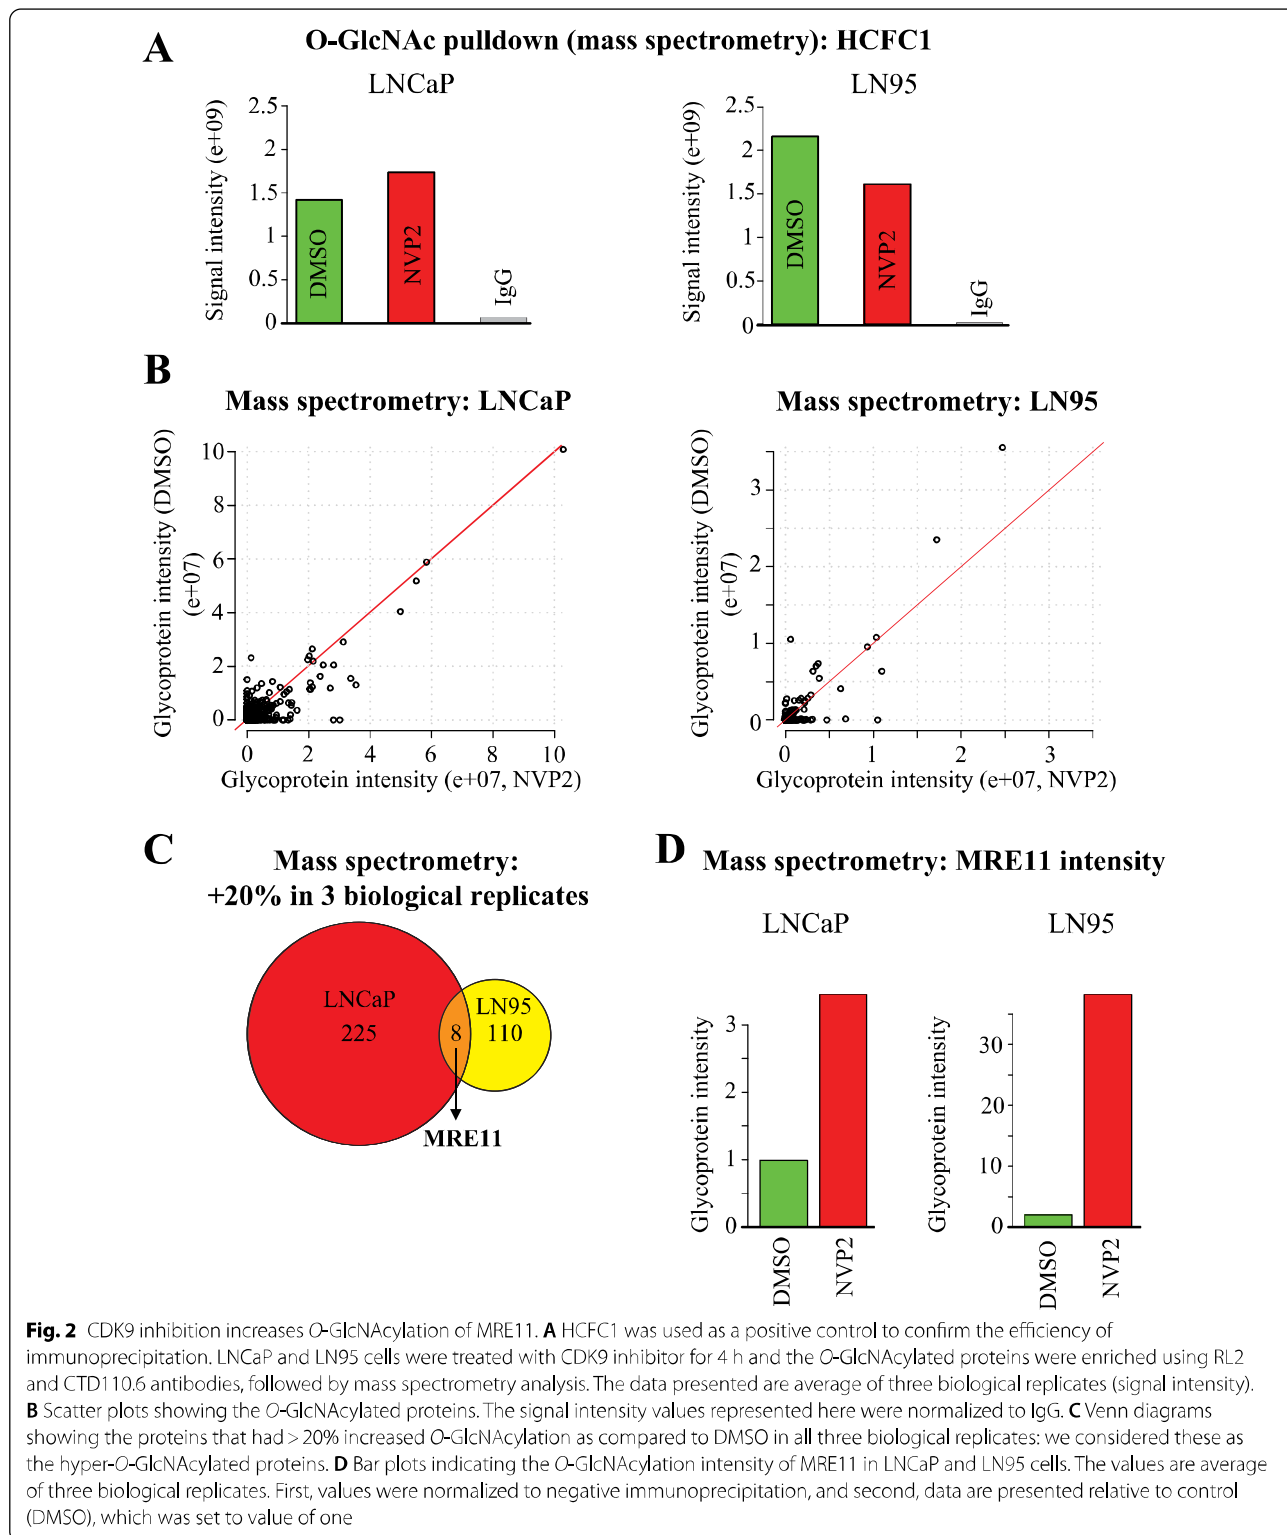 A
O-GlcNAc pulldown (mass spectrometry): HCFC1
LNCaP
LN95
Signal intensity (e+09)
2.5
2
1.5
1
0.5
0
DMSO
NVP2
IgG
Signal intensity (e+09)
2.5
2
1.5
1
0.5
0
DMSO
NVP2
IgG
B
Mass spectrometry: LNCaP
Mass spectrometry: LN95
Glycoprotein intensity (DMSO)
(e+07)
10
8
6
4
2
0
0 2 4 6 8 10
Glycoprotein intensity (e+07, NVP2)
Glycoprotein intensity (DMSO)
(e+07)
3
2
1
0
0 1 2 3
Glycoprotein intensity (e+07, NVP2)
C
Mass spectrometry:
+20% in 3 biological replicates
LNCaP
225
8
LN95
110
MRE11
D
Mass spectrometry: MRE11 intensity
LNCaP
LN95
Glycoprotein intensity
3
2
1
0
DMSO
NVP2
Glycoprotein intensity
30
20
10
0
DMSO
NVP2
Fig. 2 CDK9 inhibition increases O-GlcNAcylation of MRE11. A HCFC1 was used as a positive control to confirm the efficiency of
immunoprecipitation. LNCaP and LN95 cells were treated with CDK9 inhibitor for 4 h and the O-GlcNAcylated proteins were enriched using RL2
and CTD110.6 antibodies, followed by mass spectrometry analysis. The data presented are average of three biological replicates (signal intensity).
B Scatter plots showing the O-GlcNAcylated proteins. The signal intensity values represented here were normalized to IgG. C Venn diagrams
showing the proteins that had > 20% increased O-GlcNAcylation as compared to DMSO in all three biological replicates: we considered these as
the hyper-O-GlcNAcylated proteins. D Bar plots indicating the O-GlcNAcylation intensity of MRE11 in LNCaP and LN95 cells. The values are average
of three biological replicates. First, values were normalized to negative immunoprecipitation, and second, data are presented relative to control
(DMSO), which was set to value of one